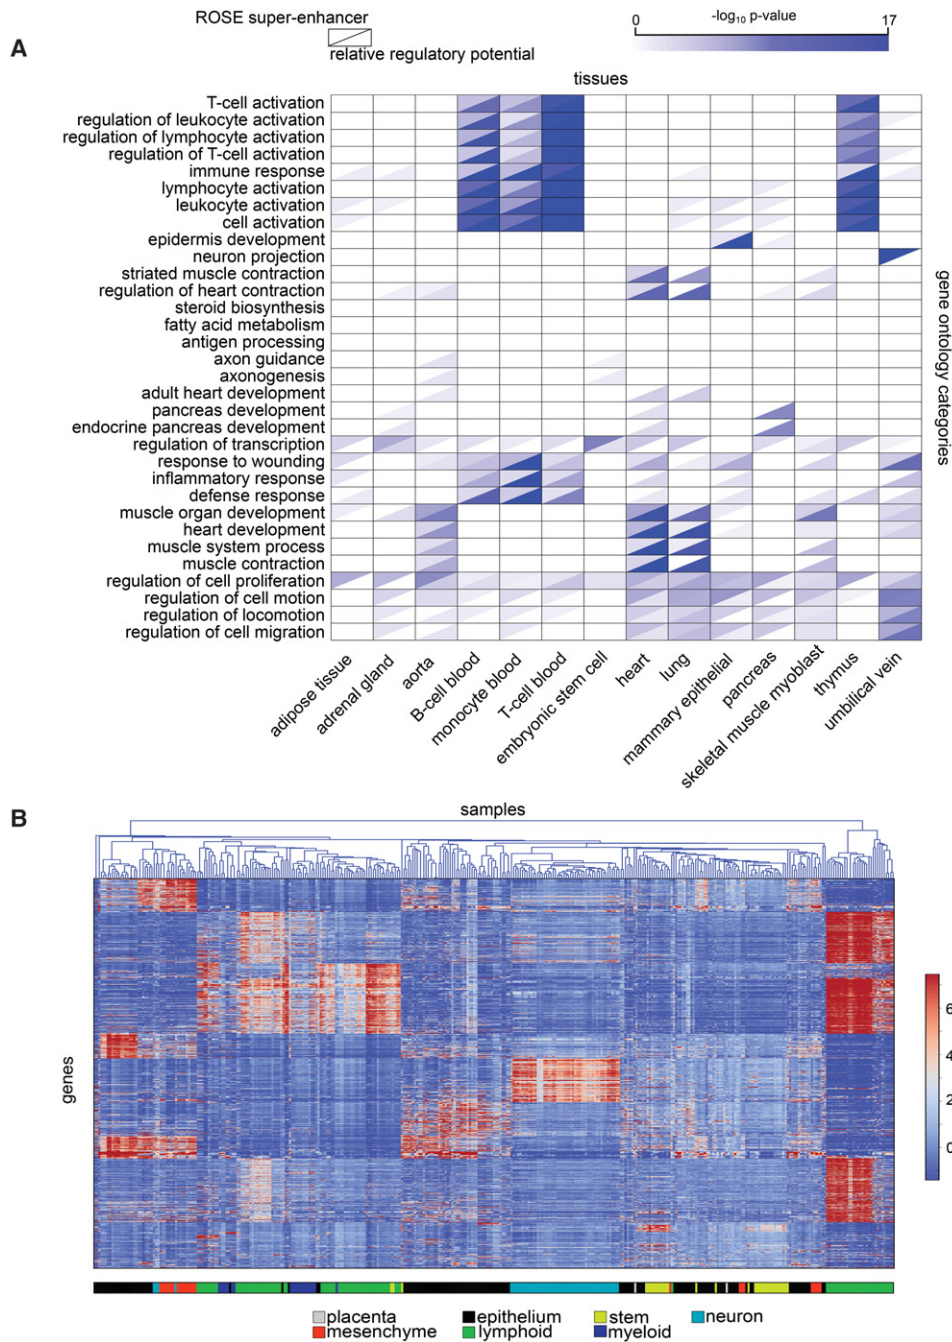 ROSE super-enhancer
relative regulatory potential
0
-log10 p-value
17
A
tissues
T-cell activation
regulation of leukocyte activation
regulation of lymphocyte activation
regulation of T-cell activation
immune response
lymphocyte activation
leukocyte activation
cell activation
epidermis development
neuron projection
striated muscle contraction
regulation of heart contraction
steroid biosynthesis
fatty acid metabolism
antigen processing
axon guidance
axonogenesis
adult heart development
pancreas development
endocrine pancreas development
regulation of transcription
response to wounding
inflammatory response
defense response
muscle organ development
heart development
muscle system process
muscle contraction
regulation of cell proliferation
regulation of cell motion
regulation of locomotion
regulation of cell migration
gene ontology categories
adipose tissue
adrenal gland
aorta
B-cell blood
monocyte blood
T-cell blood
embryonic stem cell
heart
lung
mammary epithelial
pancreas
skeletal muscle myoblast
thymus
umbilical vein
B
samples
genes
6
4
2
0
placenta
epithelium
stem
neuron
mesenchyme
lymphoid
myeloid